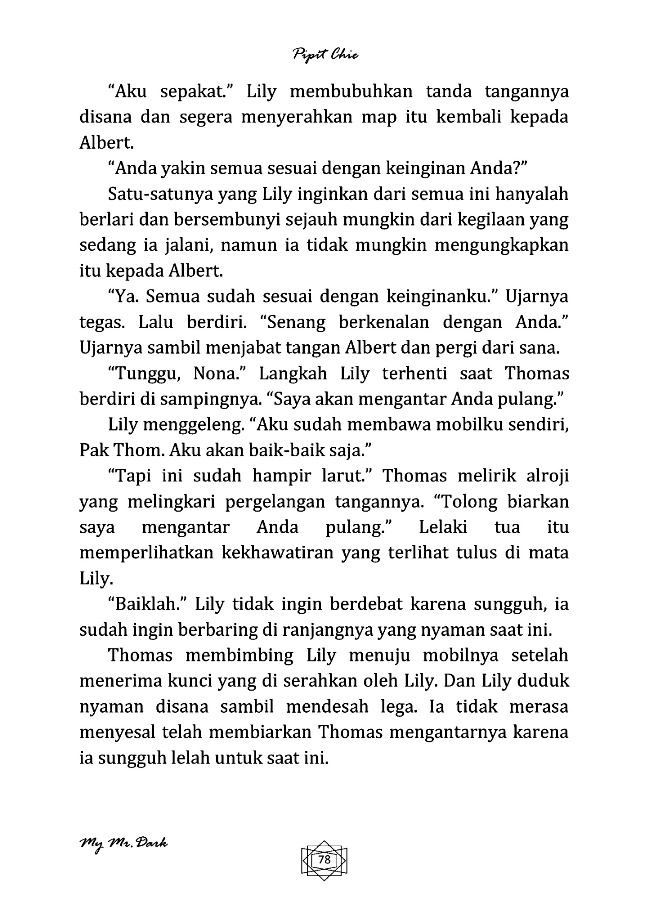 Pipit Chie
“Aku sepakat.” Lily membubuhkan tanda tangannya
disana dan segera menyerahkan map itu kembali kepada
Albert.
“Anda yakin semua sesuai dengan keinginan Anda?”
Satu-satunya yang Lily inginkan dari semua ini hanyalah
berlari dan bersembunyi sejauh mungkin dari kegilaan yang
sedang ia jalani, namun ia tidak mungkin mengungkapkan
itu kepada Albert.
“Ya. Semua sudah sesuai dengan keinginanku.” Ujarnya
tegas. Lalu berdiri. “Senang berkenalan dengan Anda.”
Ujarnya sambil menjabat tangan Albert dan pergi dari sana.
“Tunggu, Nona.” Langkah Lily terhenti saat Thomas
berdiri di sampingnya. “Saya akan mengantar Anda pulang.”
Lily menggeleng. “Aku sudah membawa mobilku sendiri,
Pak Thom. Aku akan baik-baik saja.”
“Tapi ini sudah hampir larut.” Thomas melirik alroji
yang melingkari pergelangan tangannya. “Tolong biarkan
saya mengantar Anda pulang.” Lelaki tua itu
memperlihatkan kekhawatiran yang terlihat tulus di mata
Lily.
“Baiklah.” Lily tidak ingin berdebat karena sungguh, ia
sudah ingin berbaring di ranjangnya yang nyaman saat ini.
Thomas membimbing Lily menuju mobilnya setelah
menerima kunci yang di serahkan oleh Lily. Dan Lily duduk
nyaman disana sambil mendesah lega. Ia tidak merasa
menyesal telah membiarkan Thomas mengantarnya karena
ia sungguh lelah untuk saat ini.
My Mr. Dark
78